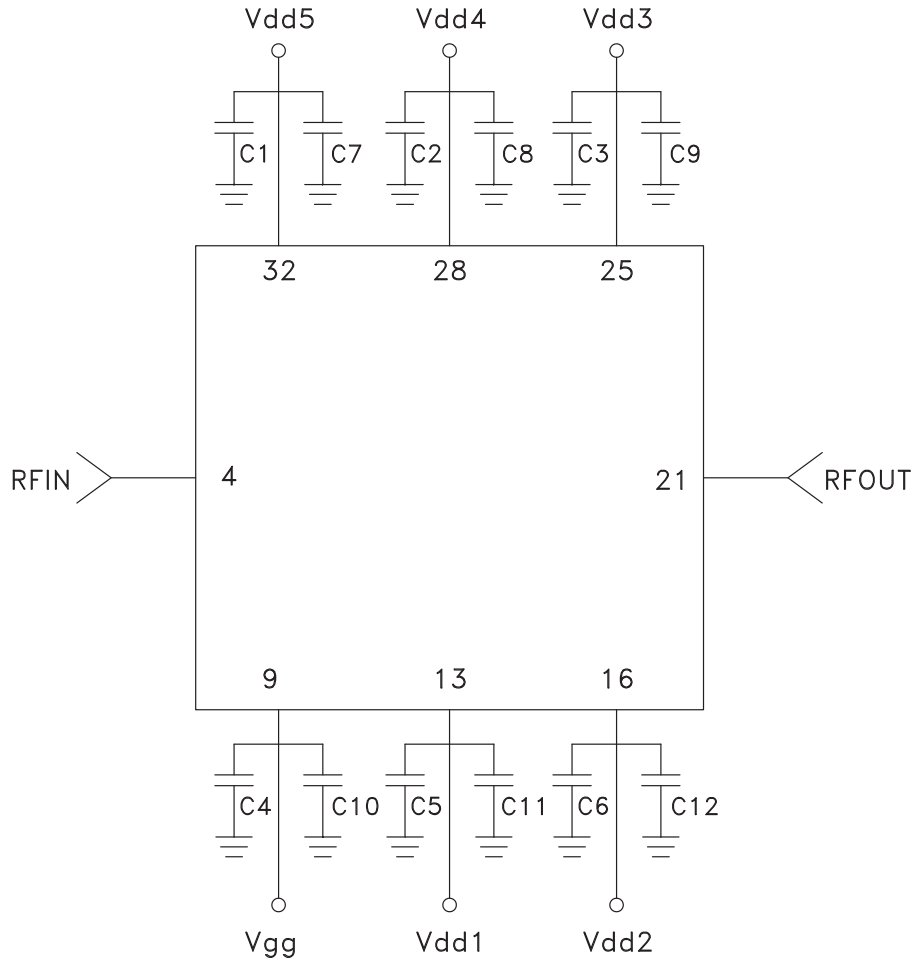 Vdd5 Vdd4 Vdd3
C1 C7 C2 C8 C3 C9
32 28 25
RFIN 4 21 RFOUT
9 13 16
C4 C10 C5 C11 C6 C12
Vgg Vdd1 Vdd2